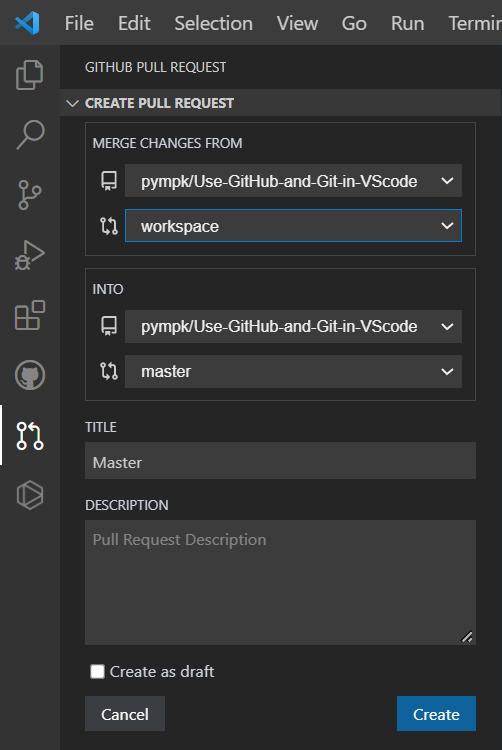 File Edit Selection View Go Run Termin
GITHUB PULL REQUEST
CREATE PULL REQUEST
MERGE CHANGES FROM
pympk/Use-GitHub-and-Git-in-VScode
workspace
INTO
pympk/Use-GitHub-and-Git-in-VScode
master
TITLE
Master
DESCRIPTION
Pull Request Description
Create as draft
Cancel Create